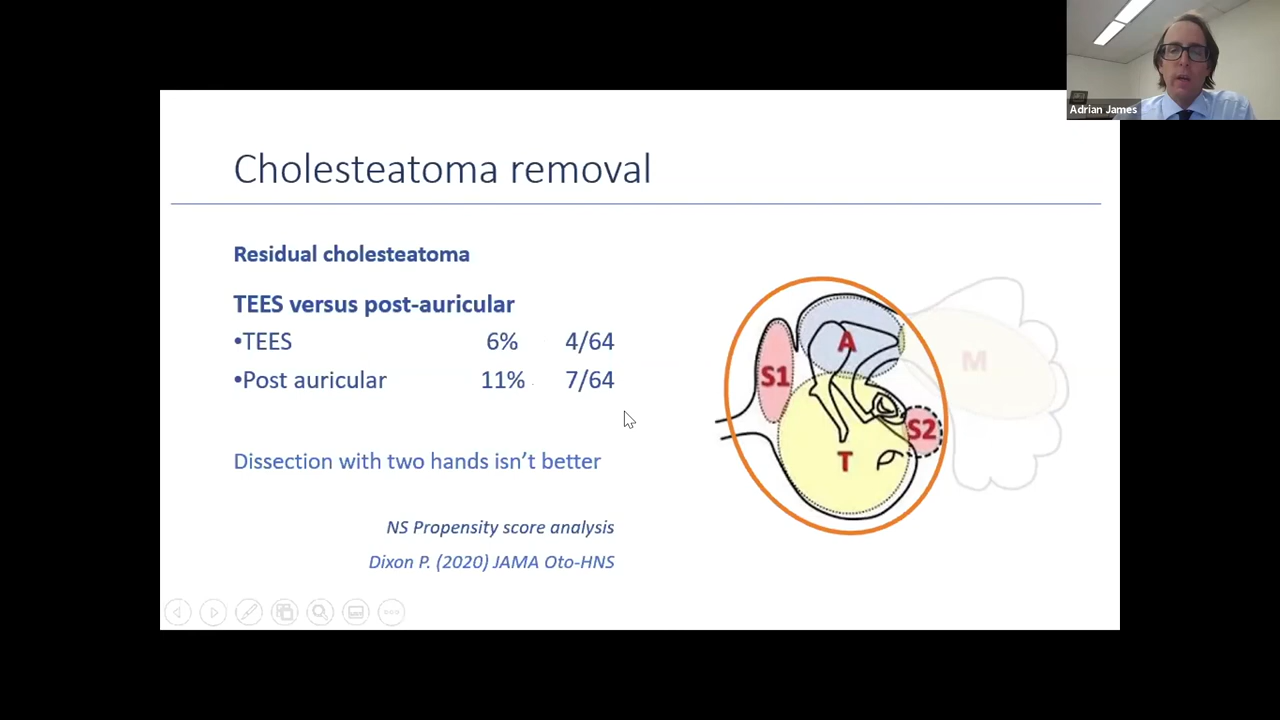 Adrian James
Cholesteatoma removal
Residual cholesteatoma
TEES versus post-auricular
•TEES 6% 4/64
•Post auricular 11% 7/64
Dissection with two hands isn't better
NS Propensity score analysis
Dixon P. (2020) JAMA Oto-HNS
S1
A
M
S2
T